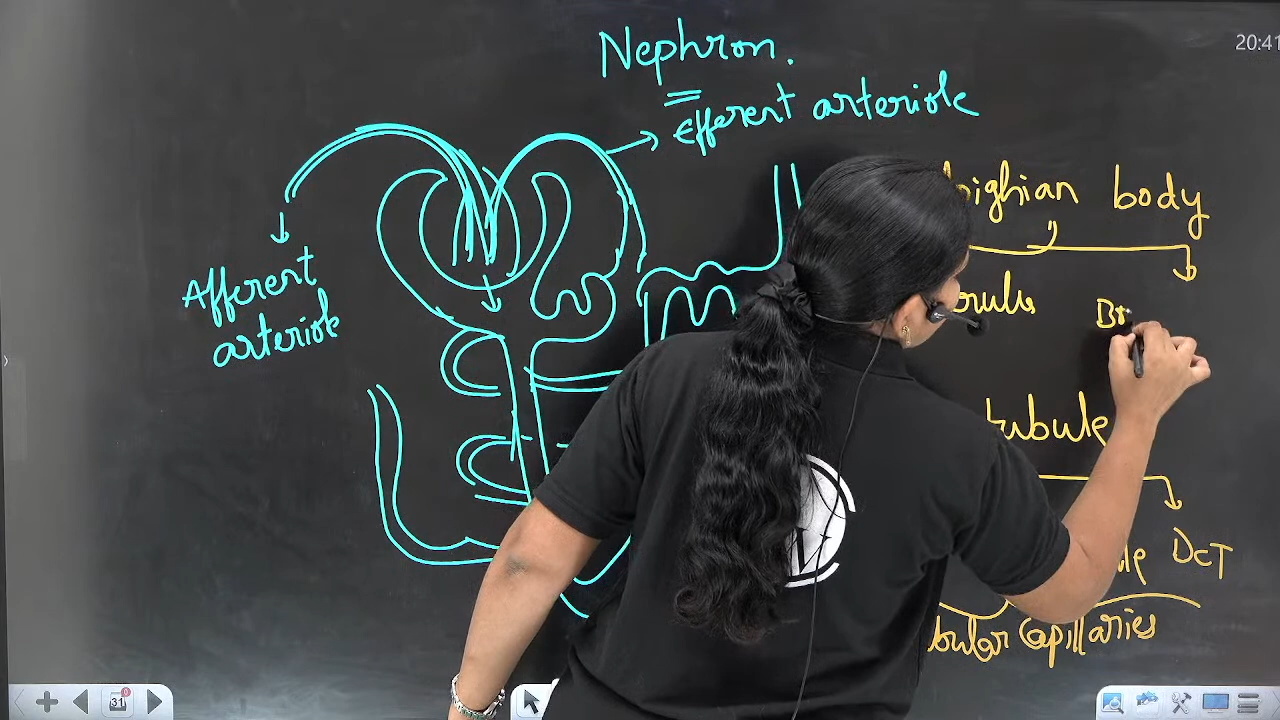 20:41
Nephron.
Efferent arteriole
Afferent
arteriole
body
tubule
DCT
Capillaries
31